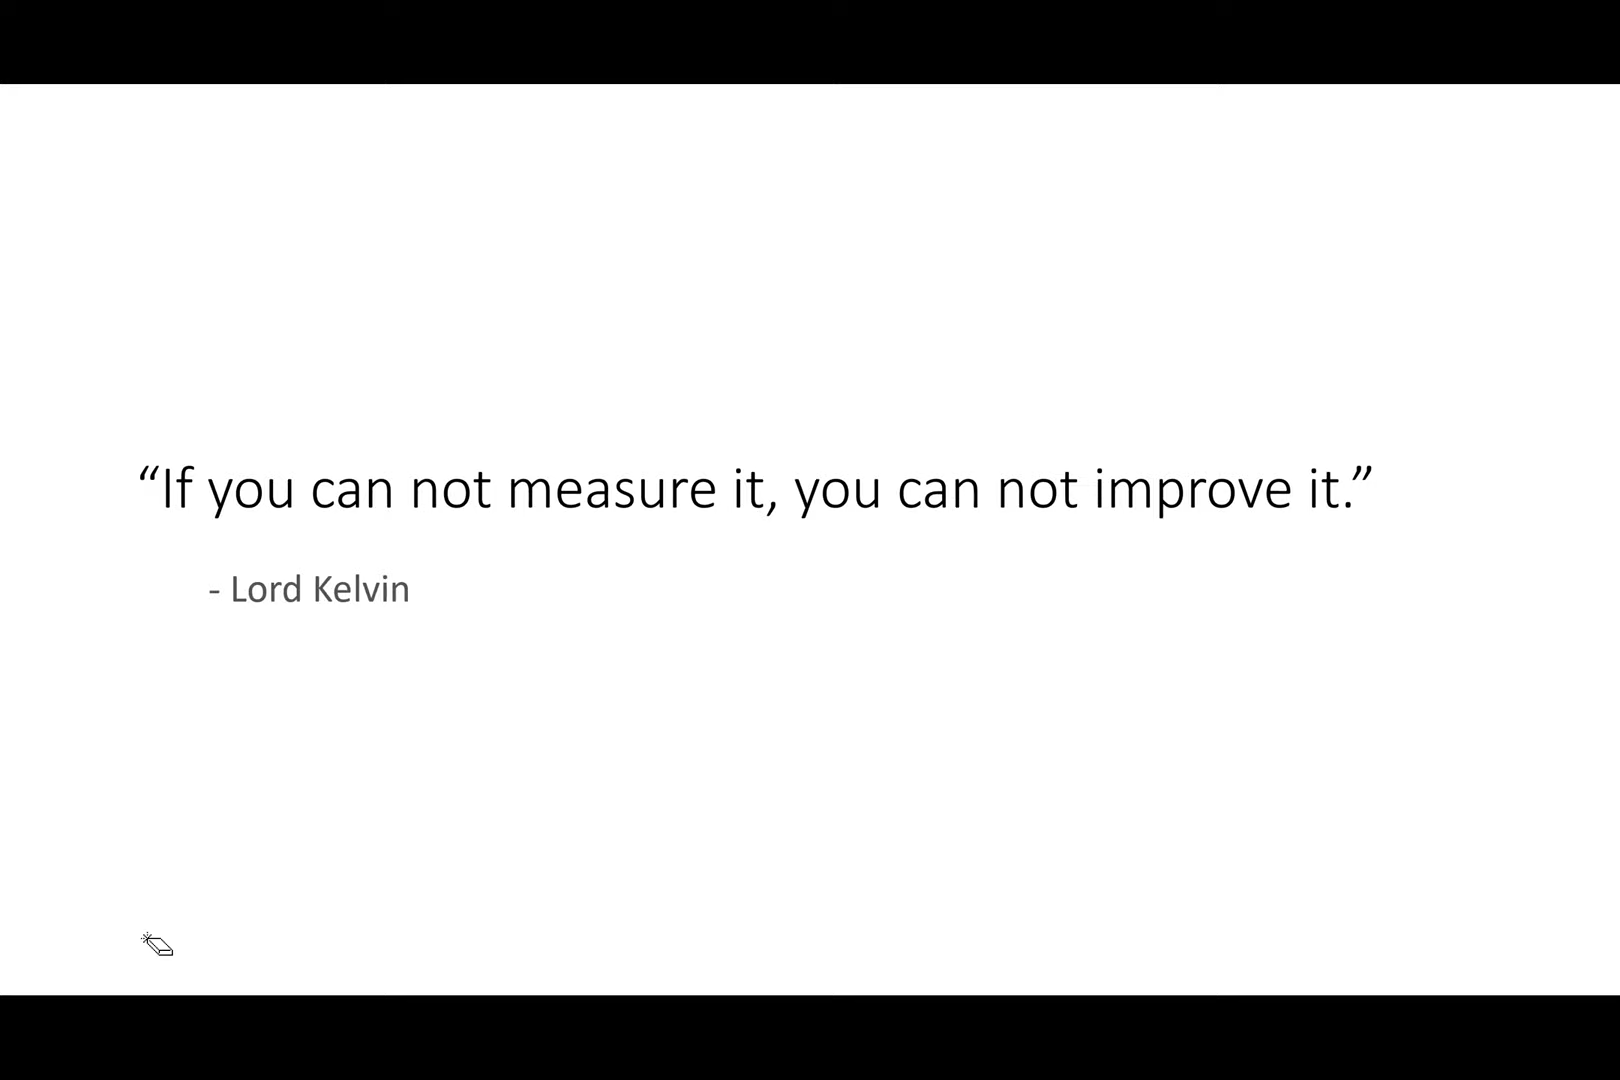 “If you can not measure it, you can not improve it.”
- Lord Kelvin